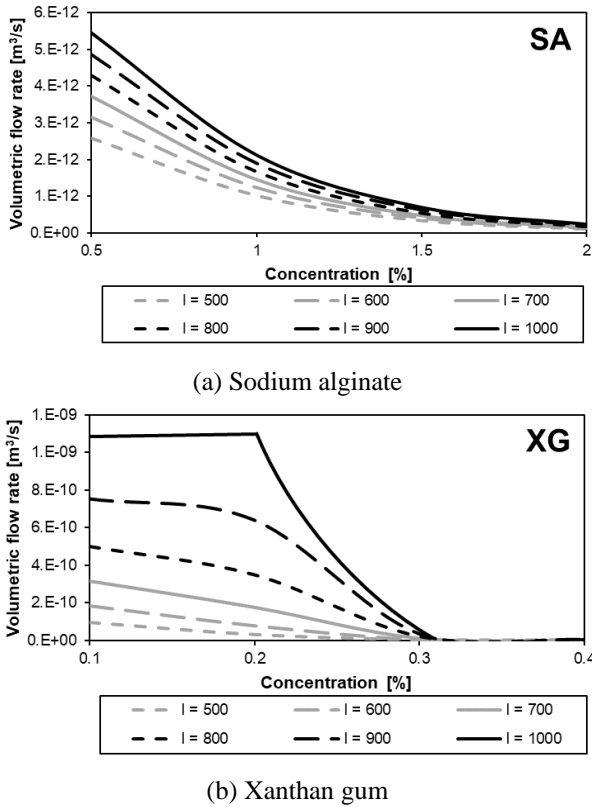 6.E-12
SA
5.E-12
4.E-12
3.E-12
2.E-12
1.E-12
0.E+00
Volumetric flow rate [m³/s]
0.5 1 1.5 2
Concentration [%]
I = 500 I = 600 I = 700
I = 800 I = 900 I = 1000
(a) Sodium alginate
1.E-09
XG
1.E-09
8.E-10
6.E-10
4.E-10
2.E-10
0.E+00
Volumetric flow rate [m³/s]
0.1 0.2 0.3 0.4
Concentration [%]
I = 500 I = 600 I = 700
I = 800 I = 900 I = 1000
(b) Xanthan gum